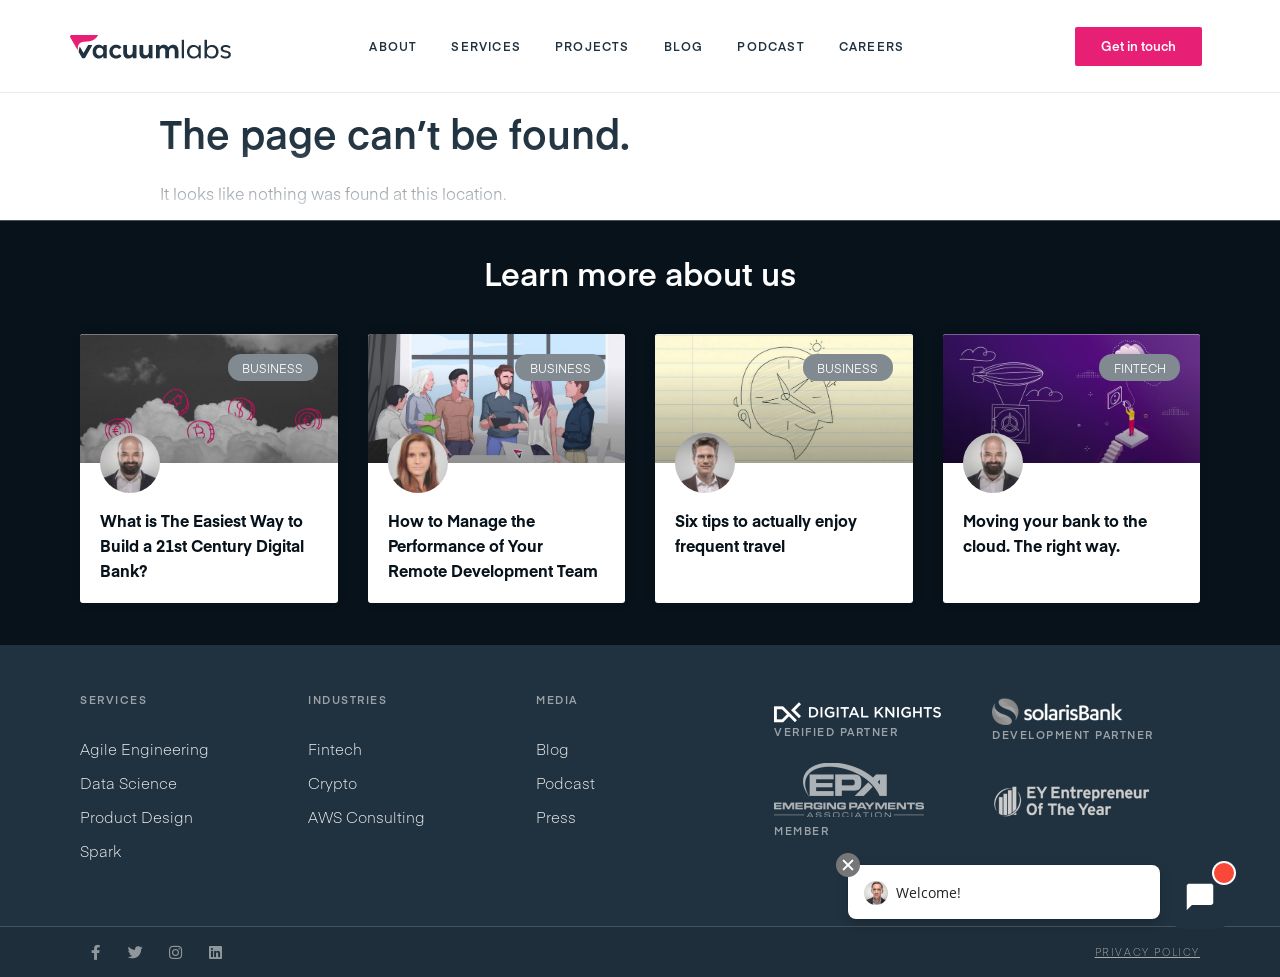 vacuumlabs
ABOUT SERVICES PROJECTS BLOG PODCAST CAREERS
Get in touch
The page can’t be found.
It looks like nothing was found at this location.
Learn more about us
BUSINESS
What is The Easiest Way to
Build a 21st Century Digital
Bank?
BUSINESS
How to Manage the
Performance of Your
Remote Development Team
BUSINESS
Six tips to actually enjoy
frequent travel
FINTECH
Moving your bank to the
cloud. The right way.
SERVICES
Agile Engineering
Data Science
Product Design
Spark
INDUSTRIES
Fintech
Crypto
AWS Consulting
MEDIA
Blog
Podcast
Press
DIGITAL KNIGHTS
VERIFIED PARTNER
solarisBank
DEVELOPMENT PARTNER
EPA
EMERGING PAYMENTS
ASSOCIATION
MEMBER
EY Entrepreneur
Of The Year
Welcome!
PRIVACY POLICY